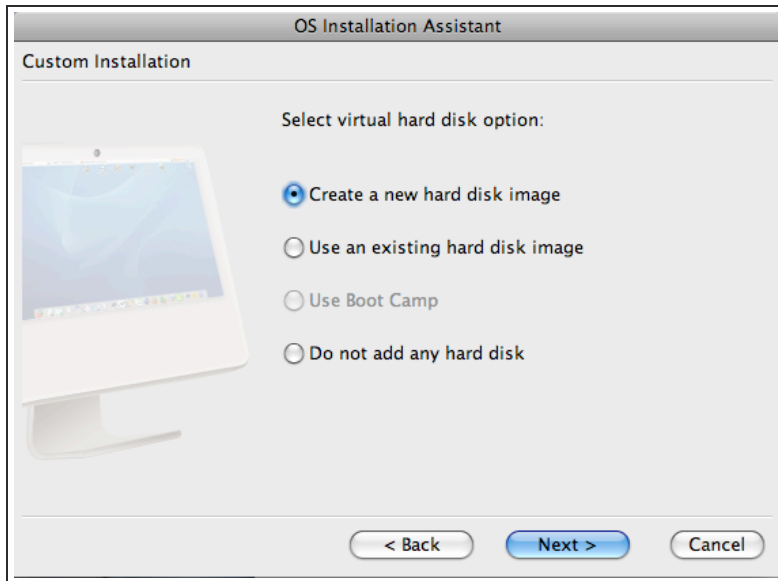 OS Installation Assistant
Custom Installation
Select virtual hard disk option:
Create a new hard disk image
Use an existing hard disk image
Use Boot Camp
Do not add any hard disk
< Back Next > Cancel